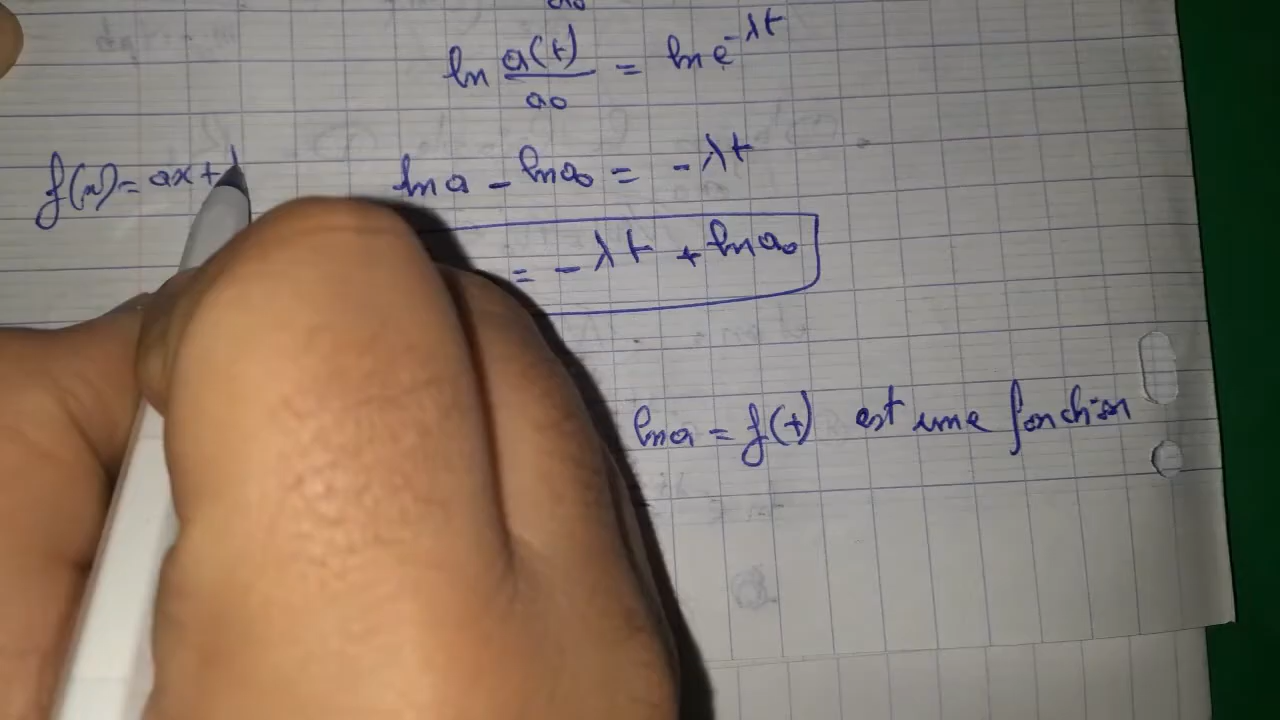 ln a(t)/a₀ = ln e^-λt
f(x) = ax +
ln a - ln a₀ = - λt
= - λt + ln a₀
ln a = f(t) est une fonction